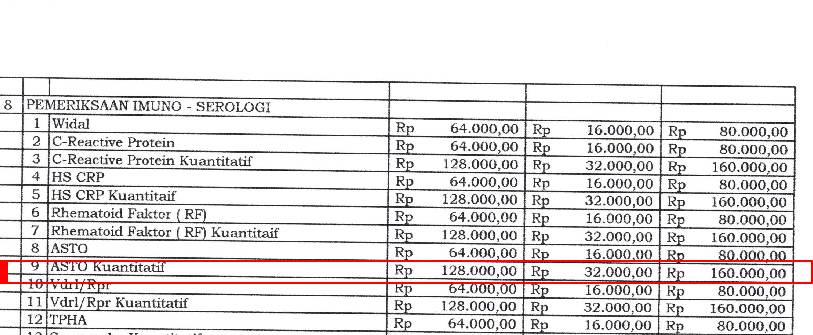 8 PEMERIKSAAN IMUNO - SEROLOGI
1 Widal Rp 64.000,00 Rp 16.000,00 Rp 80.000,00
2 C-Reactive Protein Rp 64.000,00 Rp 16.000,00 Rp 80.000,00
3 C-Reactive Protein Kuantitatif Rp 128.000,00 Rp 32.000,00 Rp 160.000,00
4 HS CRP Rp 64.000,00 Rp 16.000,00 Rp 80.000,00
5 HS CRP Kuantitaif Rp 128.000,00 Rp 32.000,00 Rp 160.000,00
6 Rhematoid Faktor ( RF) Rp 64.000,00 Rp 16.000,00 Rp 80.000,00
7 Rhematoid Faktor ( RF) Kuantitaif Rp 128.000,00 Rp 32.000,00 Rp 160.000,00
8 ASTO Rp 64.000,00 Rp 16.000,00 Rp 80.000,00
9 ASTO Kuantitatif Rp 128.000,00 Rp 32.000,00 Rp 160.000,00
10 Vdrl/Rpr Rp 64.000,00 Rp 16.000,00 Rp 80.000,00
11 Vdrl/Rpr Kuantitatif Rp 128.000,00 Rp 32.000,00 Rp 160.000,00
12 TPHA Rp 64.000,00 Rp 16.000,00 Rp 80.000,00